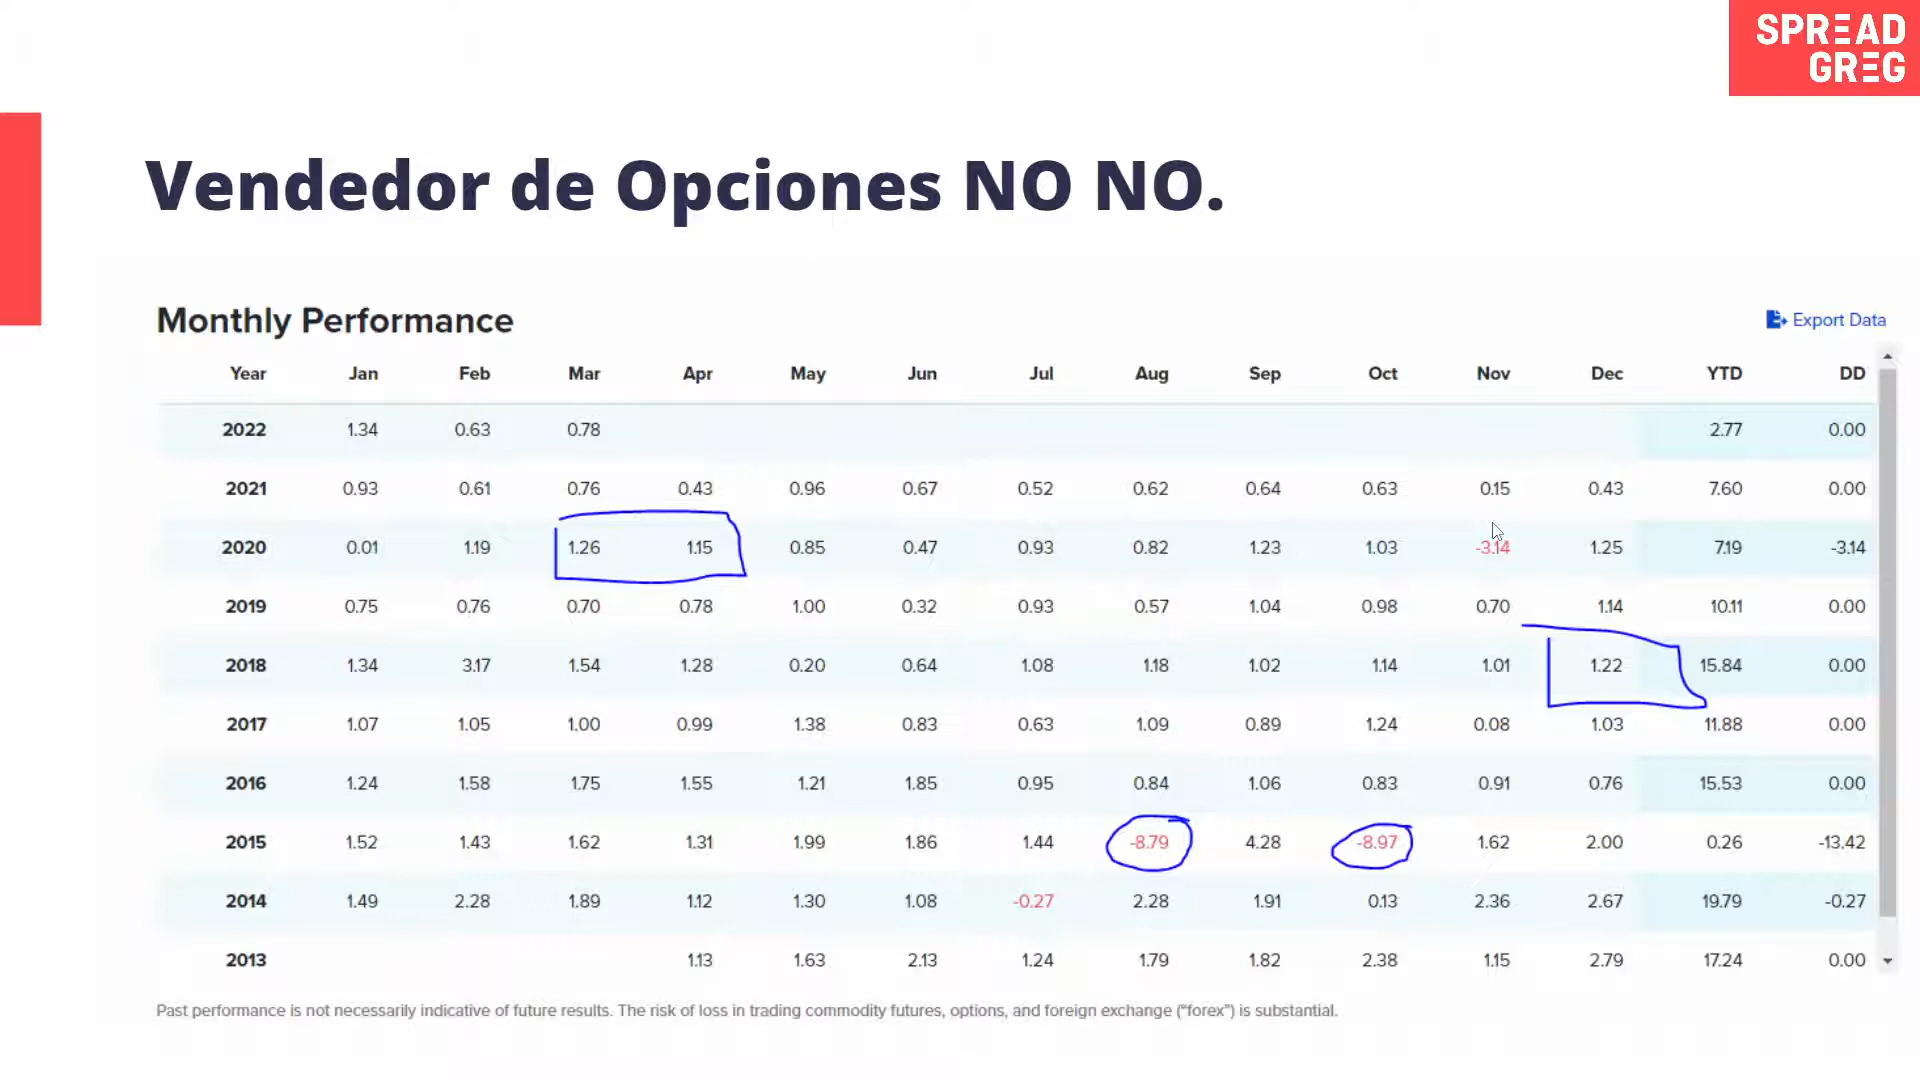 SPREAD
GREG
Vendedor de Opciones NO NO.
Monthly Performance
Export Data
Year Jan Feb Mar Apr May Jun Jul Aug Sep Oct Nov Dec YTD DD
2022 1.34 0.63 0.78 2.77 0.00
2021 0.93 0.61 0.76 0.43 0.96 0.67 0.52 0.62 0.64 0.63 0.15 0.43 7.60 0.00
2020 0.01 1.19 1.26 1.15 0.85 0.47 0.93 0.82 1.23 1.03 -3.14 1.25 7.19 -3.14
2019 0.75 0.76 0.70 0.78 1.00 0.32 0.93 0.57 1.04 0.98 0.70 1.14 10.11 0.00
2018 1.34 3.17 1.54 1.28 0.20 0.64 1.08 1.18 1.02 1.14 1.01 1.22 15.84 0.00
2017 1.07 1.05 1.00 0.99 1.38 0.83 0.63 1.09 0.89 1.24 0.08 1.03 11.88 0.00
2016 1.24 1.58 1.75 1.55 1.21 1.85 0.95 0.84 1.06 0.83 0.91 0.76 15.53 0.00
2015 1.52 1.43 1.62 1.31 1.99 1.86 1.44 -8.79 4.28 -8.97 1.62 2.00 0.26 -13.42
2014 1.49 2.28 1.89 1.12 1.30 1.08 -0.27 2.28 1.91 0.13 2.36 2.67 19.79 -0.27
2013 1.13 1.63 2.13 1.24 1.79 1.82 2.38 1.15 2.79 17.24 0.00
Past performance is not necessarily indicative of future results. The risk of loss in trading commodity futures, options, and foreign exchange ("forex") is substantial.